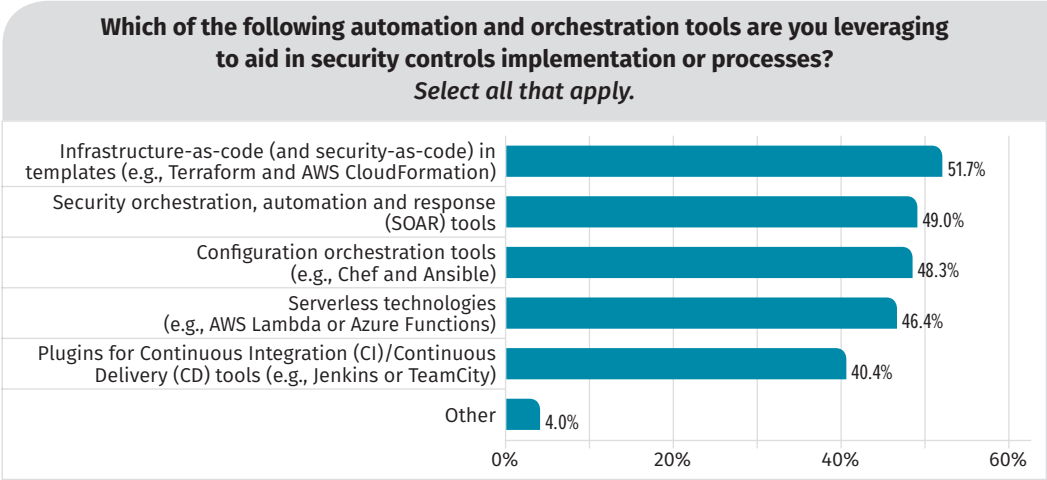 Which of the following automation and orchestration tools are you leveraging
to aid in security controls implementation or processes?
Select all that apply.
Infrastructure-as-code (and security-as-code) in
templates (e.g., Terraform and AWS CloudFormation)
51.7%
Security orchestration, automation and response
(SOAR) tools
49.0%
Configuration orchestration tools
(e.g., Chef and Ansible)
48.3%
Serverless technologies
(e.g., AWS Lambda or Azure Functions)
46.4%
Plugins for Continuous Integration (CI)/Continuous
Delivery (CD) tools (e.g., Jenkins or TeamCity)
40.4%
Other
4.0%
0% 20% 40% 60%